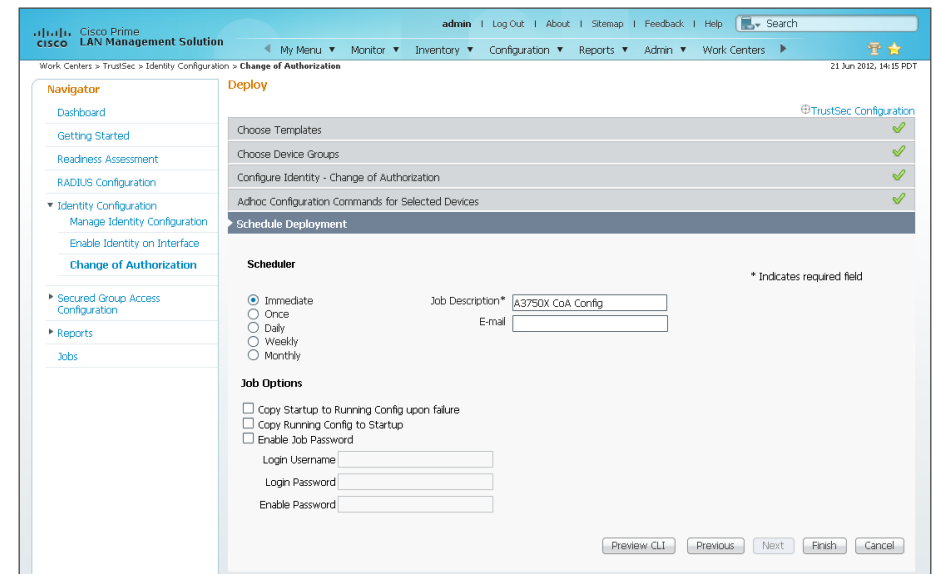 admin | Log Out | About | Sitemap | Feedback | Help Search
CISCO Cisco Prime
LAN Management Solution
My Menu ▼ Monitor ▼ Inventory ▼ Configuration ▼ Reports ▼ Admin ▼ Work Centers
Work Centers > TrustSec > Identity Configuration > Change of Authorization
21 Jun 2012, 14:15 PDT
Navigator
Dashboard
Getting Started
Readiness Assessment
RADIUS Configuration
Identity Configuration
Manage Identity Configuration
Enable Identity on Interface
Change of Authorization
Secured Group Access
Configuration
Reports
Jobs
Deploy
TrustSec Configuration
Choose Templates
Choose Device Groups
Configure Identity - Change of Authorization
Adhoc Configuration Commands for Selected Devices
Schedule Deployment
Scheduler
* Indicates required field
Immediate
Once
Daily
Weekly
Monthly
Job Description* A3750X CoA Config
E-mail
Job Options
Copy Startup to Running Config upon failure
Copy Running Config to Startup
Enable Job Password
Login Username
Login Password
Enable Password
Preview CLI Previous Next Finish Cancel